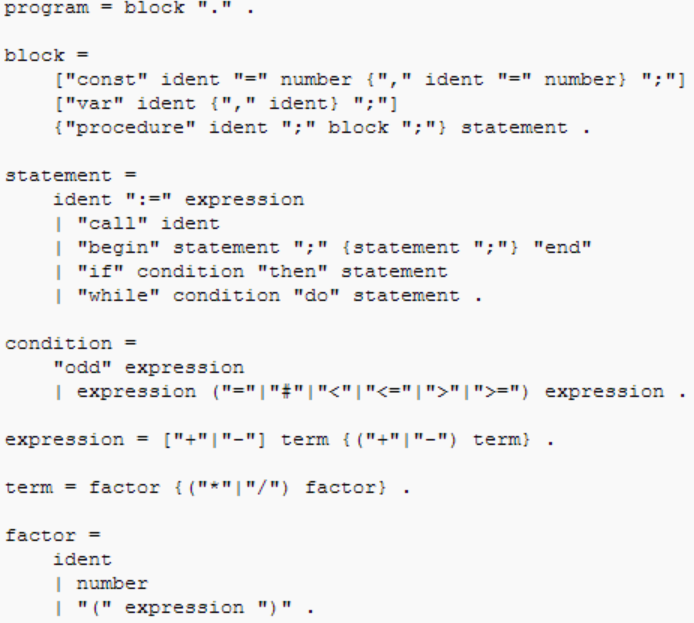 program = block "." .
block =
["const" ident "=" number {"," ident "=" number} ";"]
["var" ident {"," ident} ";"]
{"procedure" ident ";" block ";"} statement .
statement =
ident ":=" expression
| "call" ident
| "begin" statement ";" {statement ";"} "end"
| "if" condition "then" statement
| "while" condition "do" statement .
condition =
"odd" expression
| expression ("="|"#"|"<"|"<="|">"|">=") expression .
expression = ["+"|"-"] term {("+"|"-") term} .
term = factor {("*"|"/") factor} .
factor =
ident
| number
| "(" expression ")" .